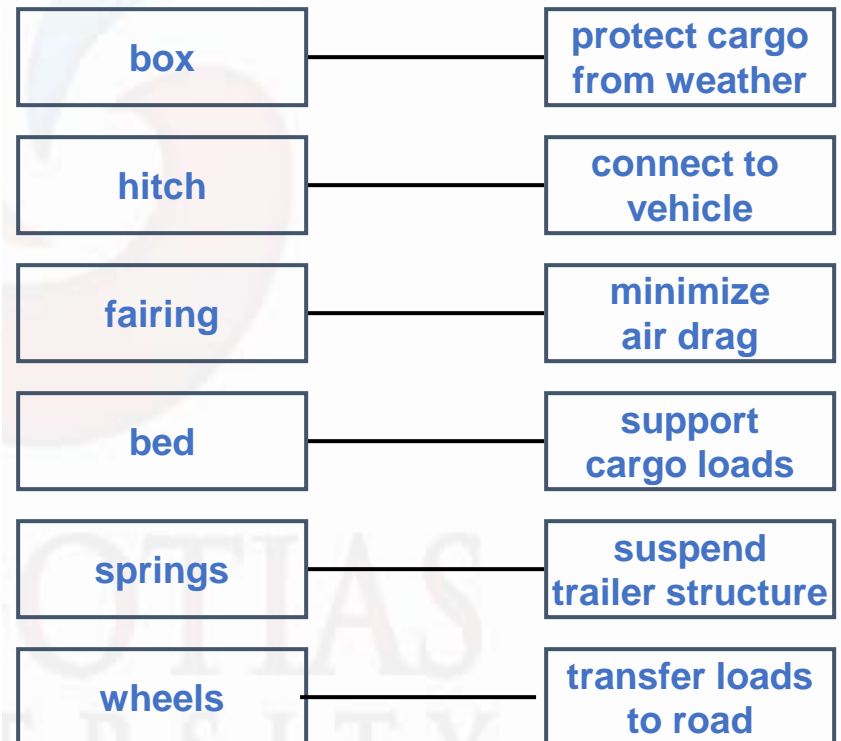 box
protect cargo
from weather
hitch
connect to
vehicle
fairing
minimize
air drag
bed
support
cargo loads
springs
suspend
trailer structure
wheels
transfer loads
to road
OTIAS